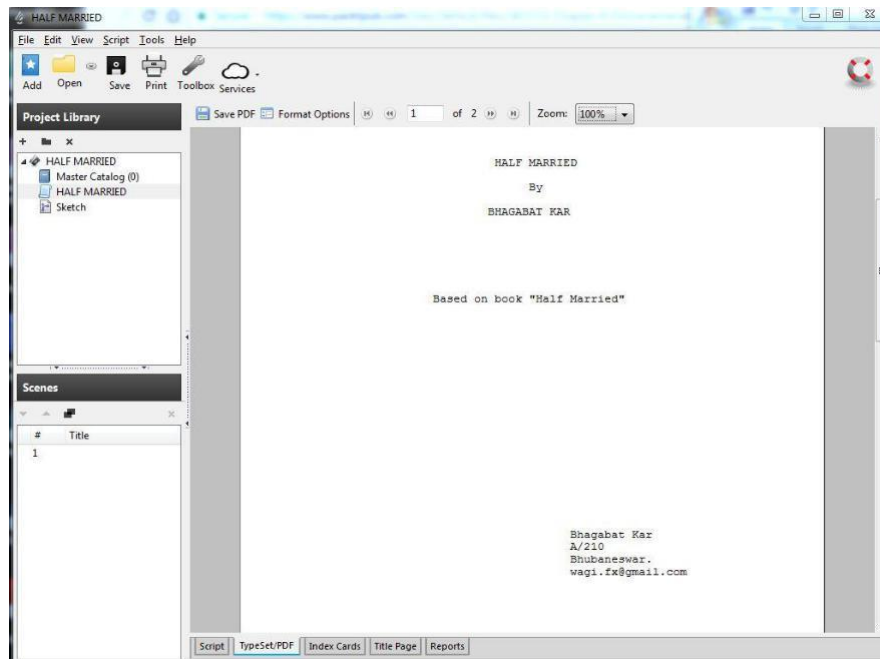 HALF MARRIED
File Edit View Script Tools Help
Add Open Save Print Toolbox Services
Project Library
Save PDF Format Options 1 of 2 Zoom: 100%
HALF MARRIED
Master Catalog (0)
HALF MARRIED
Sketch
Scenes
# Title
1
HALF MARRIED
By
BHAGABAT KAR
Based on book "Half Married"
Bhagabat Kar
A/210
Bhubaneswar.
wagi.fx@gmail.com
Script TypeSet/PDF Index Cards Title Page Reports